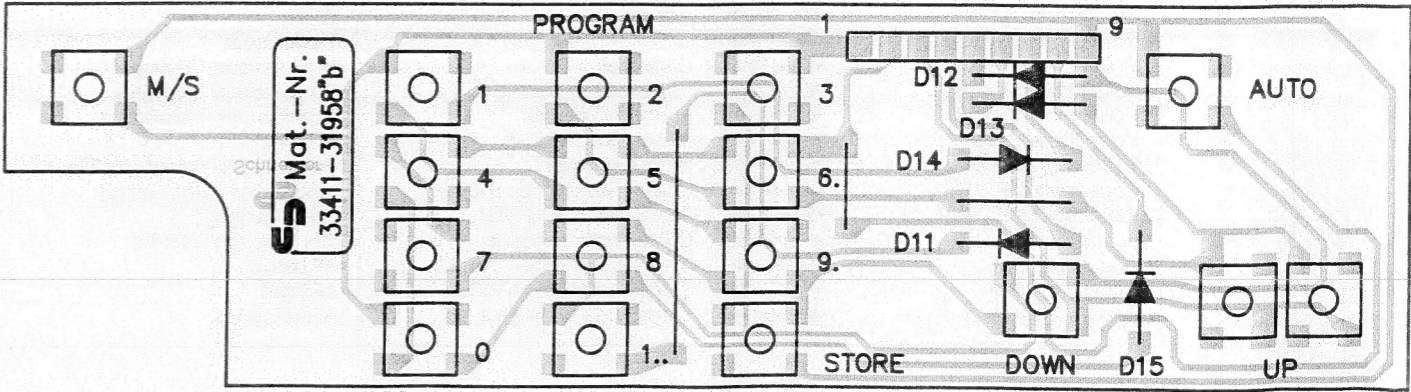 PROGRAM
1
9
M/S
Mat.-Nr.
33411-31958"b"
1
2
3
D12
AUTO
D13
4
5
6.
D14
Schneider
7
8
9.
D11
0
1..
STORE
DOWN
D15
UP